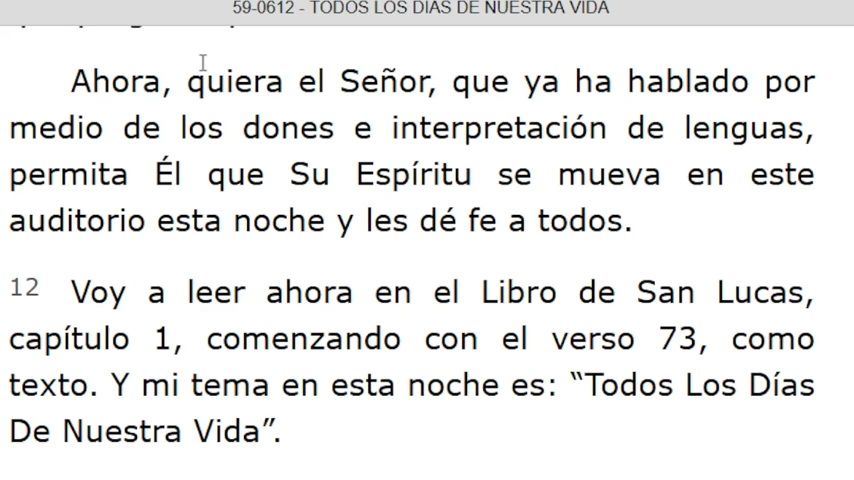 59-0612 - TODOS LOS DIAS DE NUESTRA VIDA
Ahora, quiera el Señor, que ya ha hablado por
medio de los dones e interpretación de lenguas,
permita Él que Su Espíritu se mueva en este
auditorio esta noche y les dé fe a todos.
12 Voy a leer ahora en el Libro de San Lucas,
capítulo 1, comenzando con el verso 73, como
texto. Y mi tema en esta noche es: “Todos Los Días
De Nuestra Vida”.